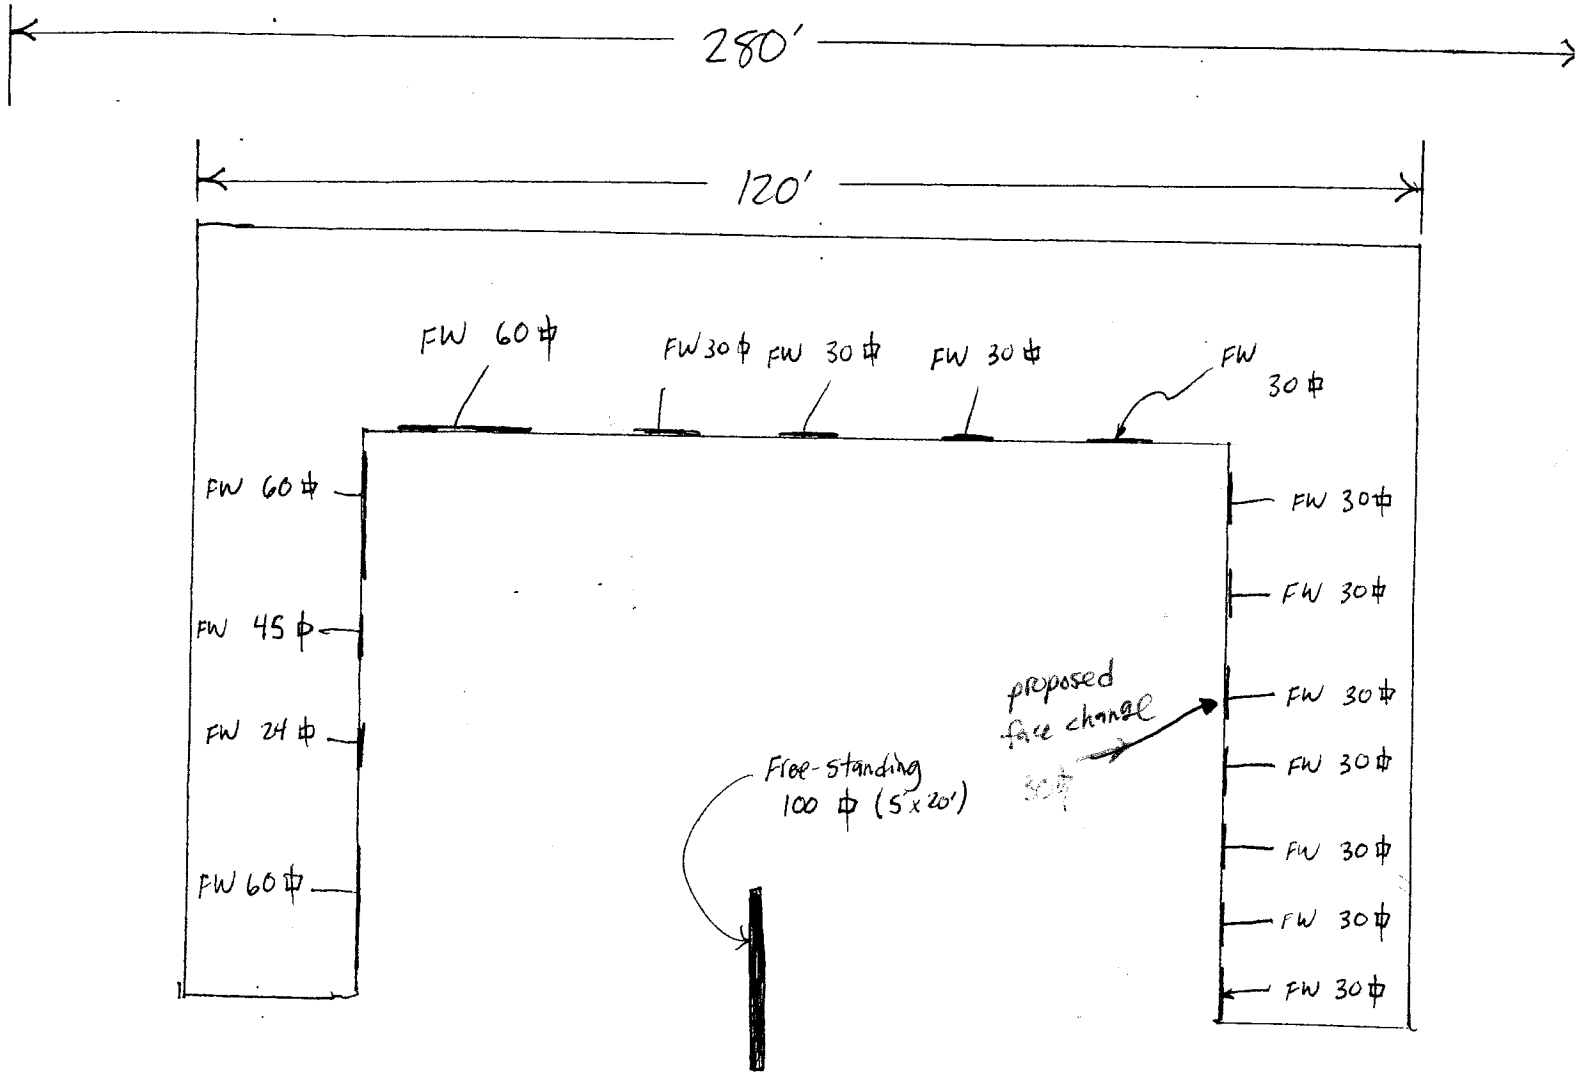 280'
120'
FW 60 ⏍
FW 30 ⏍
FW 30 ⏍
FW 30 ⏍
FW
30 ⏍
FW 60 ⏍
FW 45 ⏍
FW 24 ⏍
FW 60 ⏍
FW 30 ⏍
FW 30 ⏍
FW 30 ⏍
FW 30 ⏍
FW 30 ⏍
FW 30 ⏍
FW 30 ⏍
proposed
face change
30 ⏍
Free-standing
100 ⏍ (5'x20')